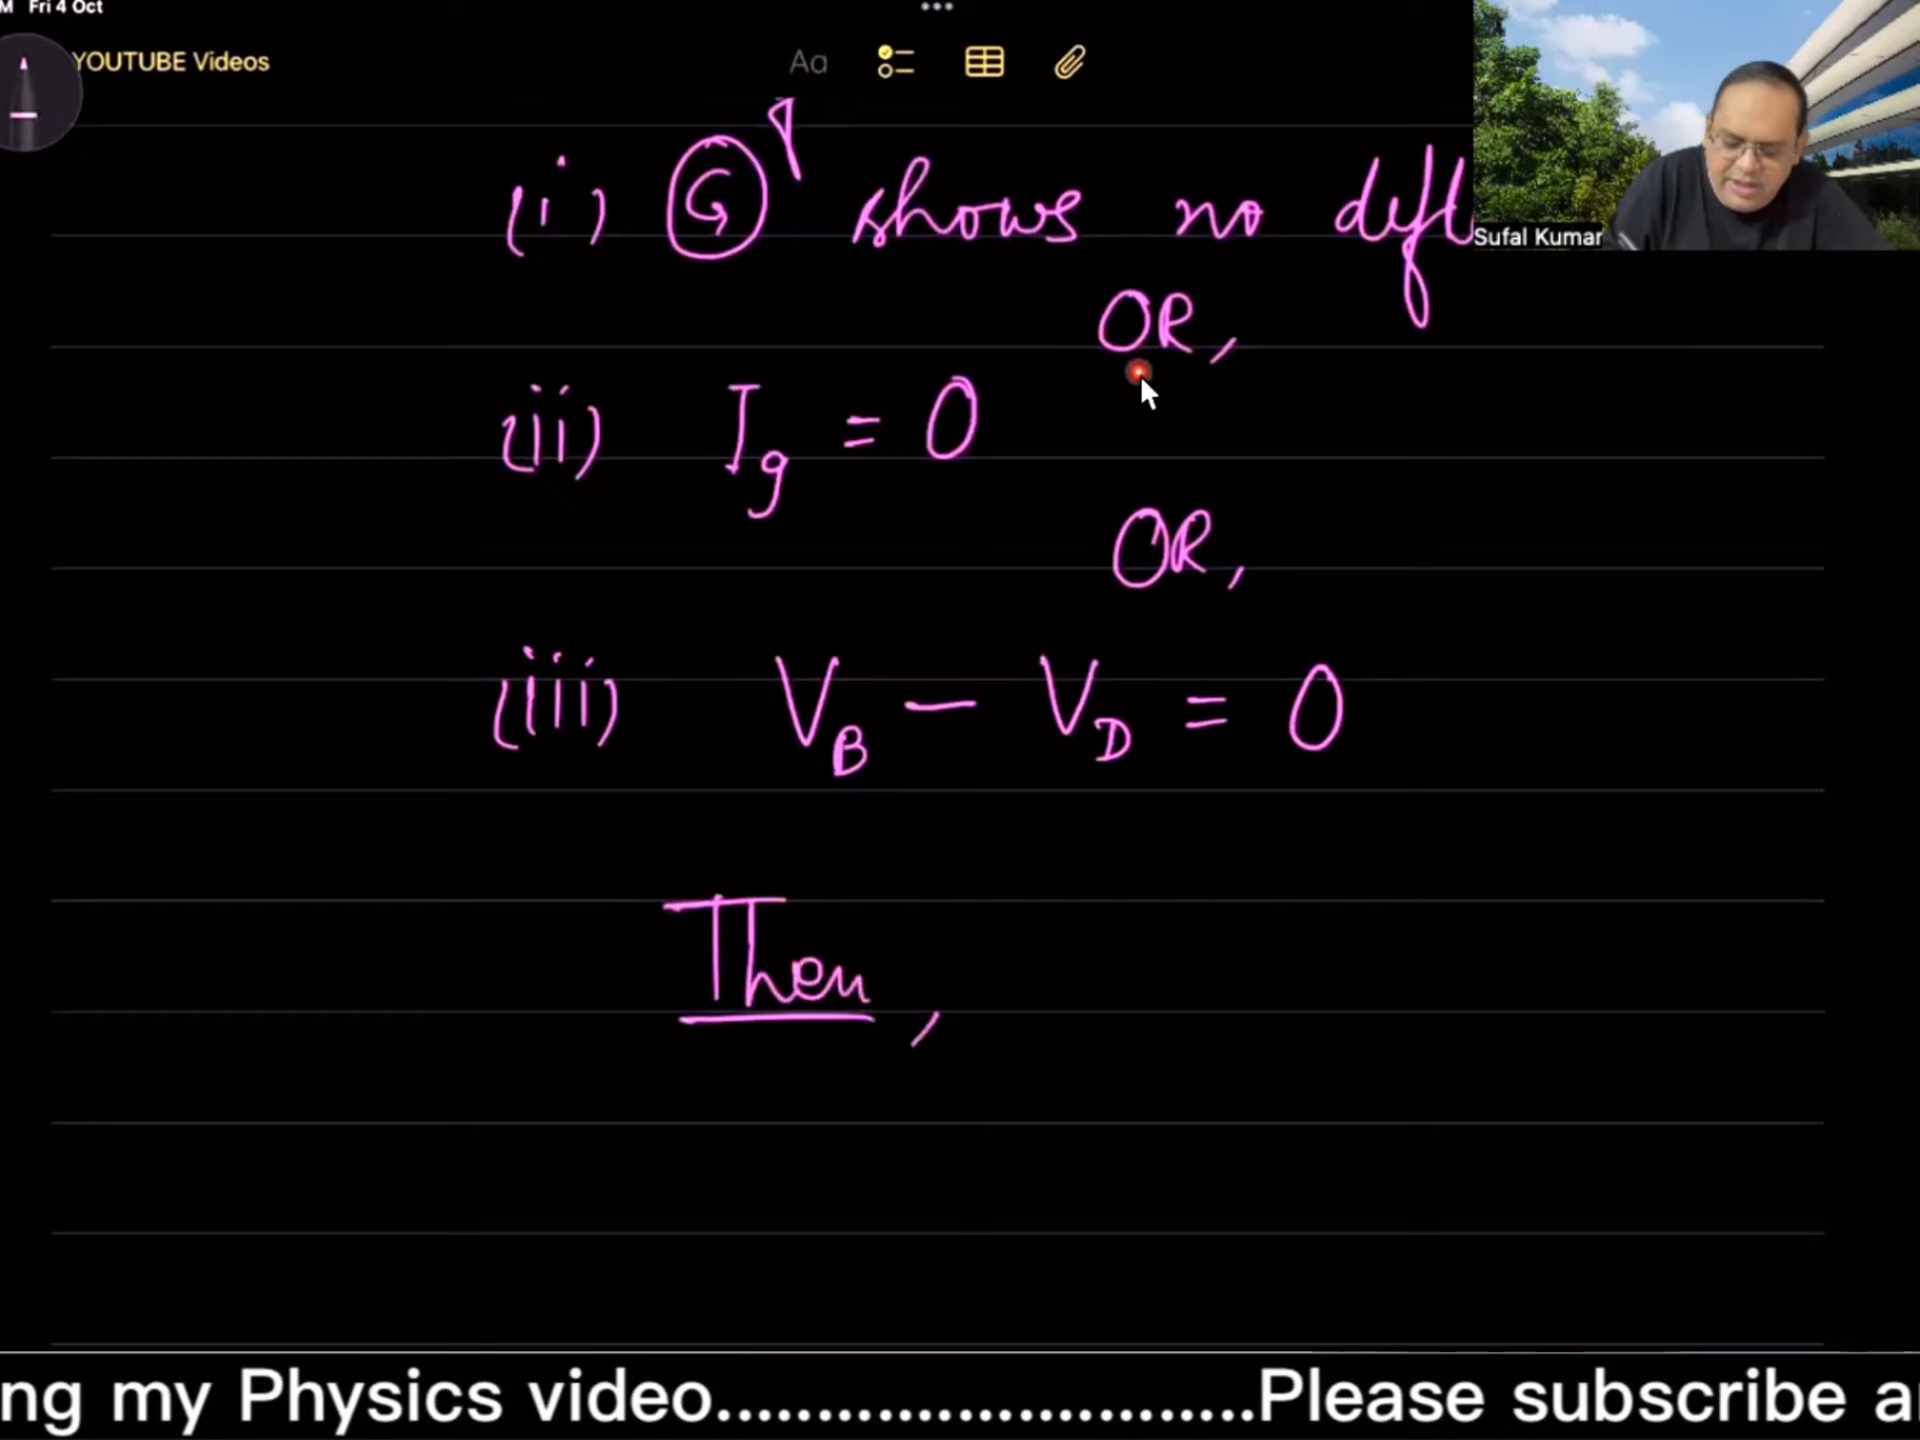 M Fri 4 Oct
YOUTUBE Videos
Aa
Sufal Kumar
(i) G shows no defl
OR,
(ii) Ig = 0
OR,
(iii) VB − VD = 0
Then,
ng my Physics video..........................Please subscribe a